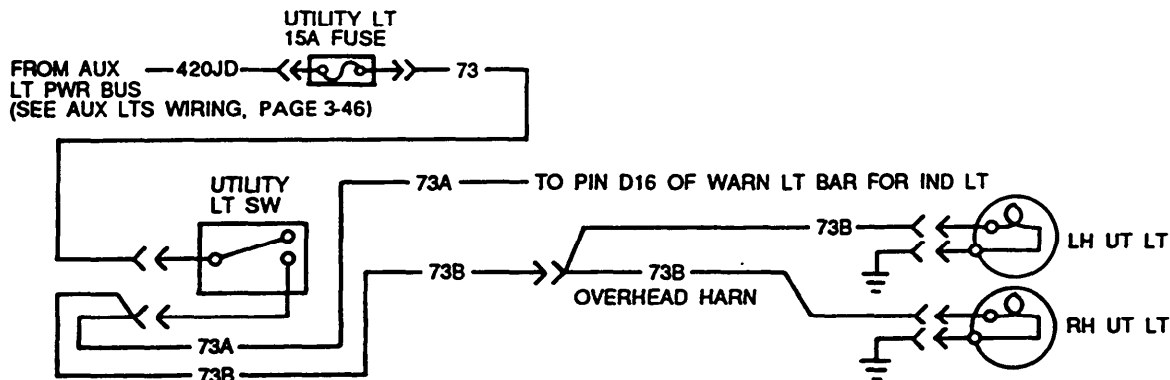 UTILITY LT
15A FUSE
FROM AUX
LT PWR BUS
(SEE AUX LTS WIRING, PAGE 3-46)
420JD
73
UTILITY
LT SW
73A
TO PIN D16 OF WARN LT BAR FOR IND LT
73B
LH UT LT
73B
73B
OVERHEAD HARN
RH UT LT
73A
73B